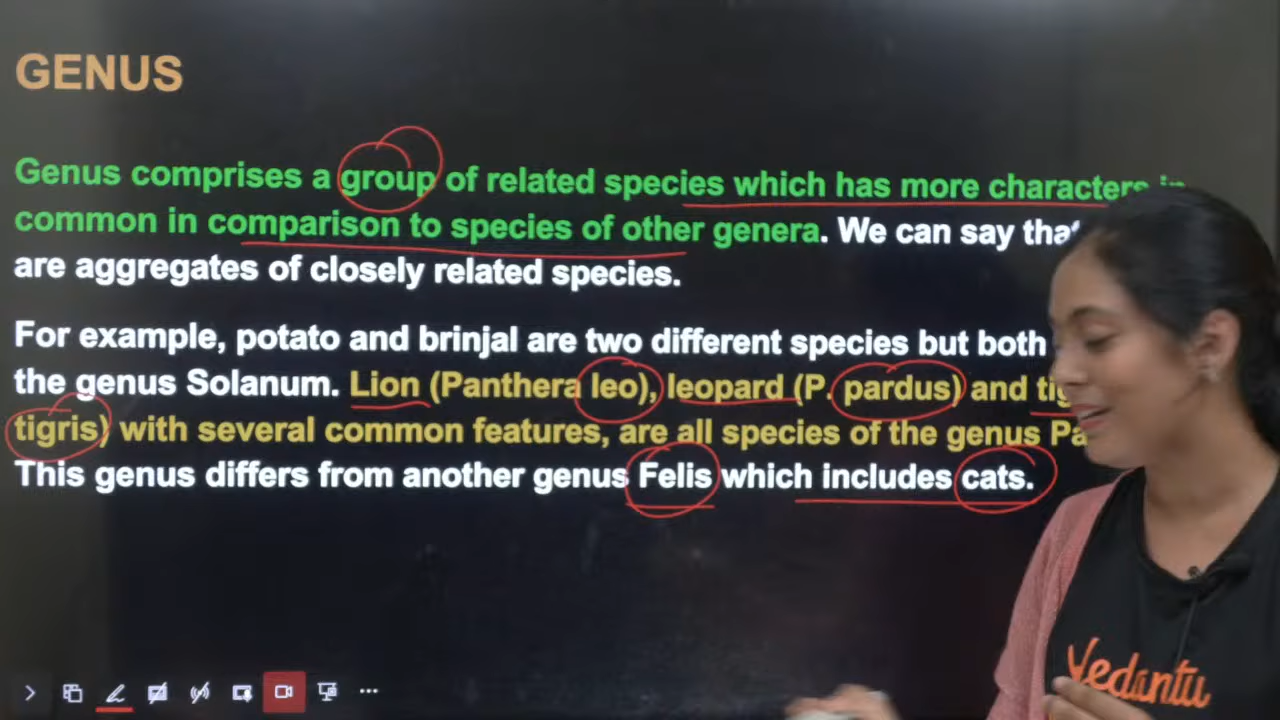 GENUS
Genus comprises a group of related species which has more characters in
common in comparison to species of other genera. We can say that
are aggregates of closely related species.
For example, potato and brinjal are two different species but both
the genus Solanum. Lion (Panthera leo), leopard (P. pardus) and
tigris) with several common features, are all species of the genus
This genus differs from another genus Felis which includes cats.
Vedantu